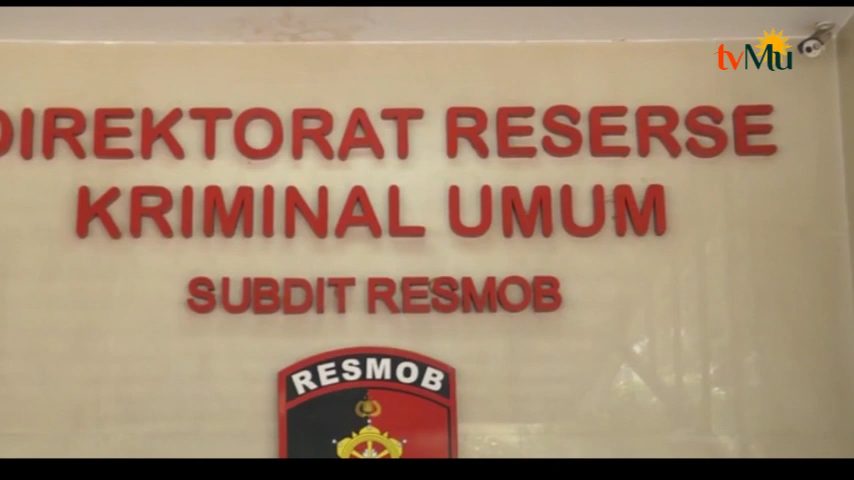 tvMu
DIREKTORAT RESERSE
KRIMINAL UMUM
SUBDIT RESMOB
RESMOB